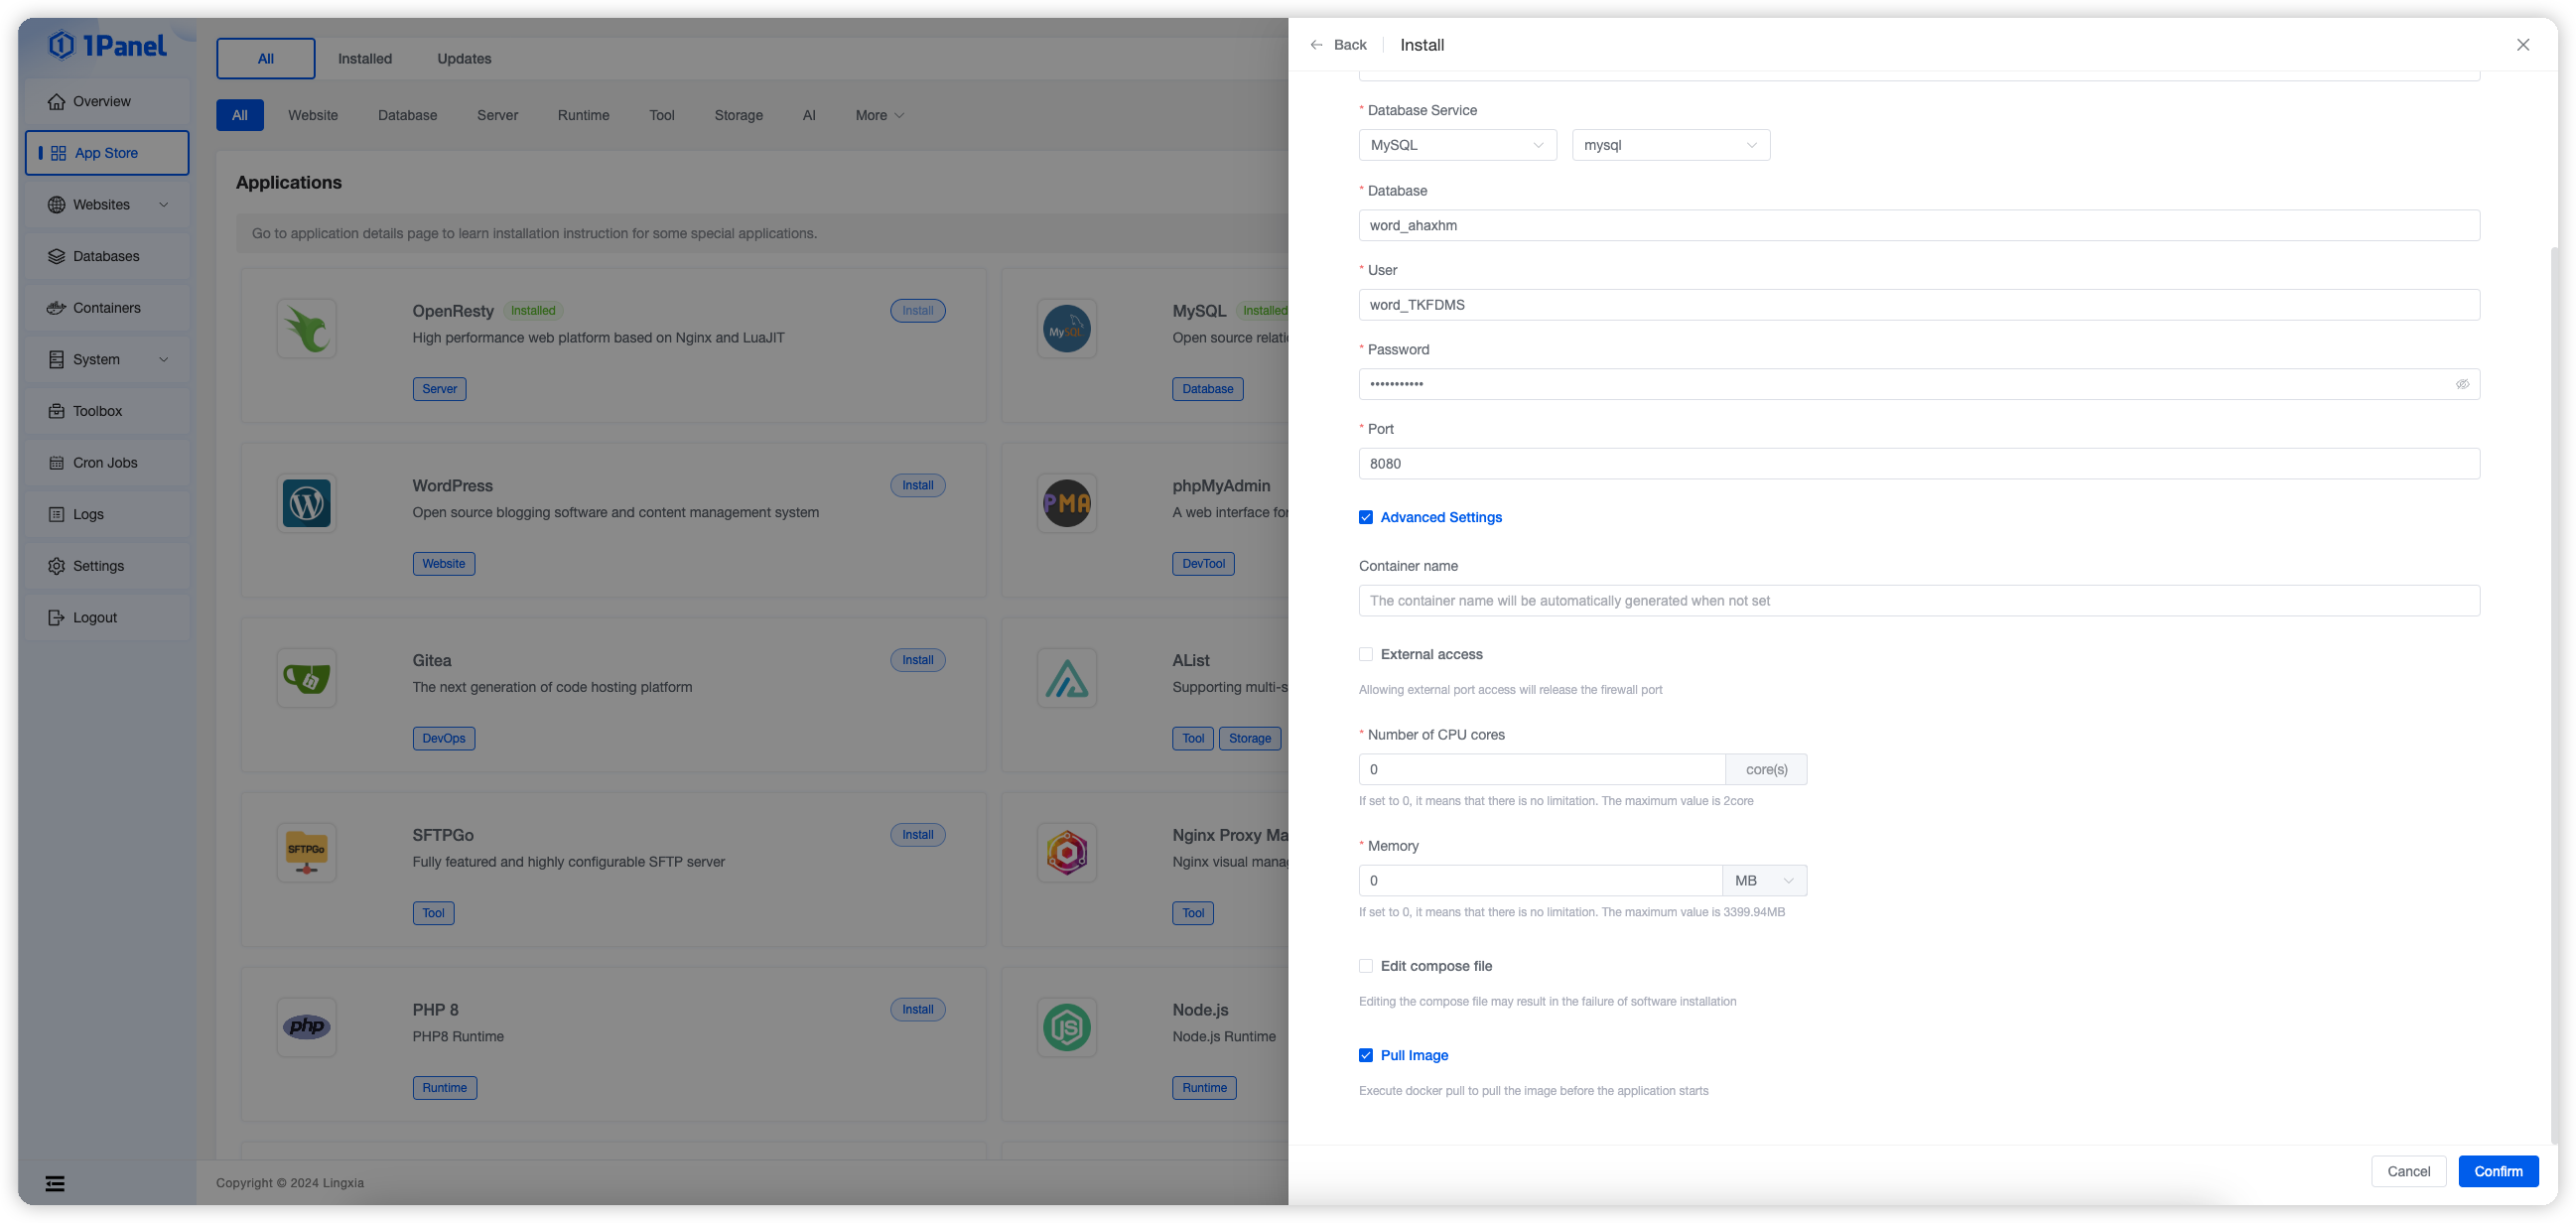 1Panel
Overview
App Store
Websites
Databases
Containers
System
Toolbox
Cron Jobs
Logs
Settings
Logout
All Installed Updates
All Website Database Server Runtime Tool Storage AI More
Applications
Go to application details page to learn installation instruction for some special applications.
OpenResty Installed Install
High performance web platform based on Nginx and LuaJIT
Server
MySQL
MySQL Installed
Open source relati
Database
WordPress Install
Open source blogging software and content management system
Website
PMA
phpMyAdmin
A web interface for
DevTool
Gitea Install
The next generation of code hosting platform
DevOps
AList
Supporting multi-s
Tool Storage
SFTPGo
SFTPGo Install
Fully featured and highly configurable SFTP server
Tool
Nginx Proxy Ma
Nginx visual mana
Tool
php
PHP 8 Install
PHP8 Runtime
Runtime
JS
Node.js
Node.js Runtime
Runtime
Copyright © 2024 Lingxia
Back Install
* Database Service
MySQL mysql
* Database
word_ahaxhm
* User
word_TKFDMS
* Password
•••••••••••
* Port
8080
Advanced Settings
Container name
The container name will be automatically generated when not set
External access
Allowing external port access will release the firewall port
* Number of CPU cores
0 core(s)
If set to 0, it means that there is no limitation. The maximum value is 2core
* Memory
0 MB
If set to 0, it means that there is no limitation. The maximum value is 3399.94MB
Edit compose file
Editing the compose file may result in the failure of software installation
Pull Image
Execute docker pull to pull the image before the application starts
Cancel Confirm